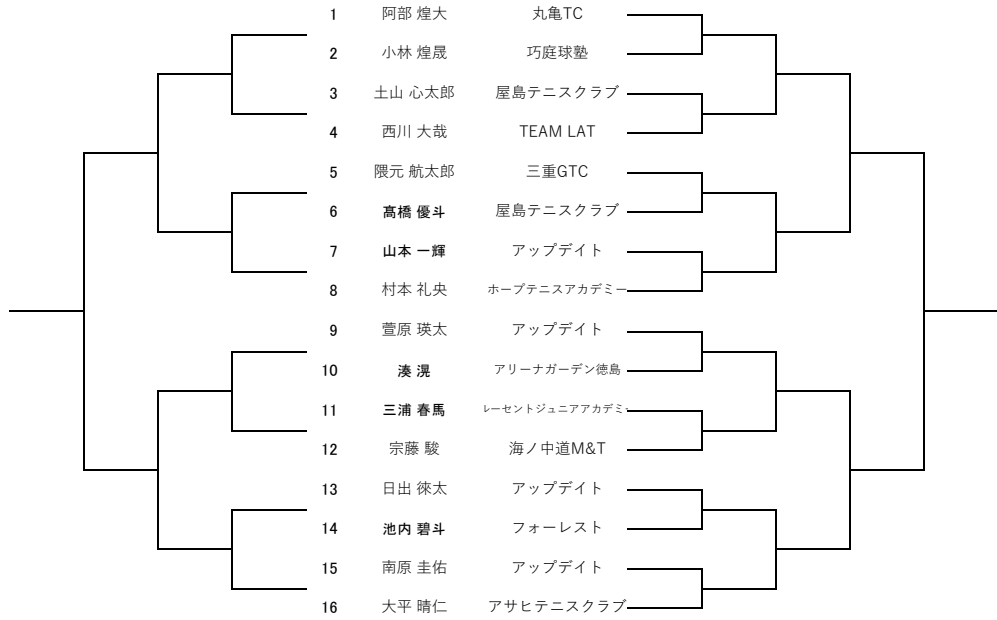 1 阿部 煌大 丸亀TC
2 小林 煌晟 巧庭球塾
3 土山 心太郎 屋島テニスクラブ
4 西川 大哉 TEAM LAT
5 隈元 航太郎 三重GTC
6 髙橋 優斗 屋島テニスクラブ
7 山本 一輝 アップデイト
8 村本 礼央 ホープテニスアカデミー
9 萱原 瑛太 アップデイト
10 湊 滉 アリーナガーデン徳島
11 三浦 春馬 レーセントジュニアアカデミ
12 宗藤 駿 海ノ中道M&T
13 日出 徠太 アップデイト
14 池内 碧斗 フォーレスト
15 南原 圭佑 アップデイト
16 大平 晴仁 アサヒテニスクラブ